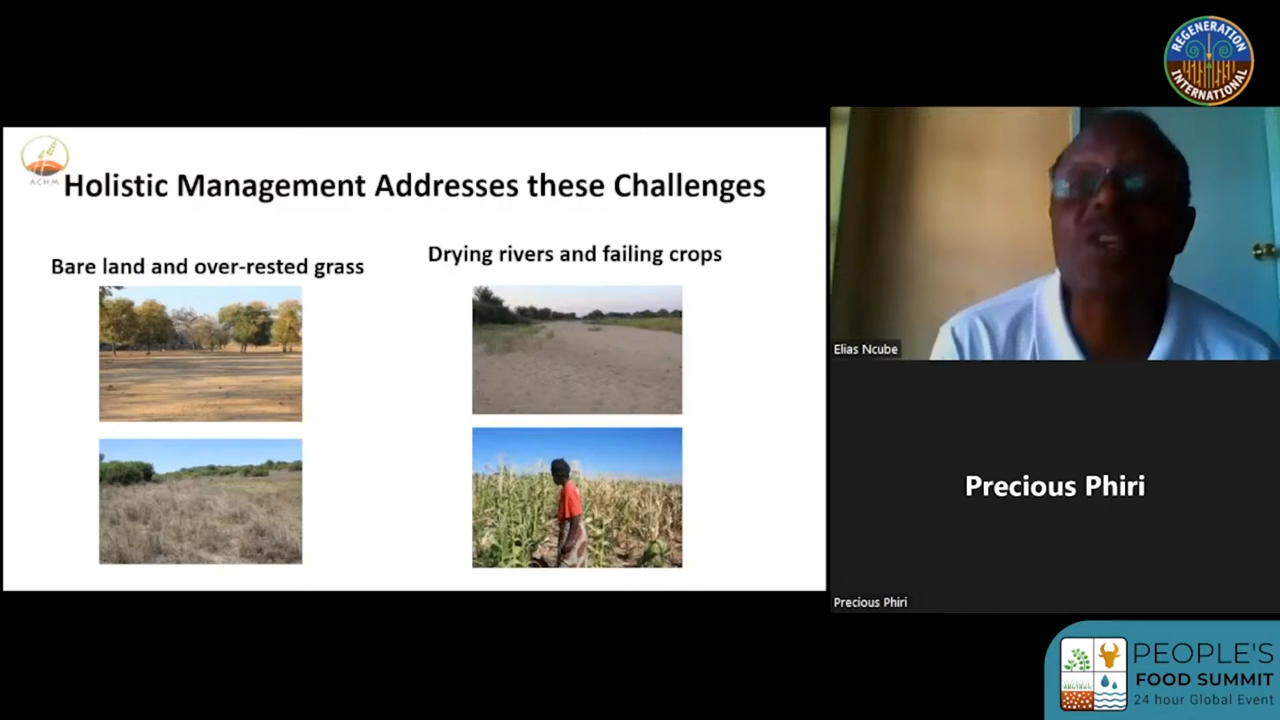 REGENERATION
INTERNATIONAL
ACHM
Holistic Management Addresses these Challenges
Bare land and over-rested grass
Drying rivers and failing crops
Elias Ncube
Precious Phiri
Precious Phiri
PEOPLE'S
FOOD SUMMIT
24 hour Global Event